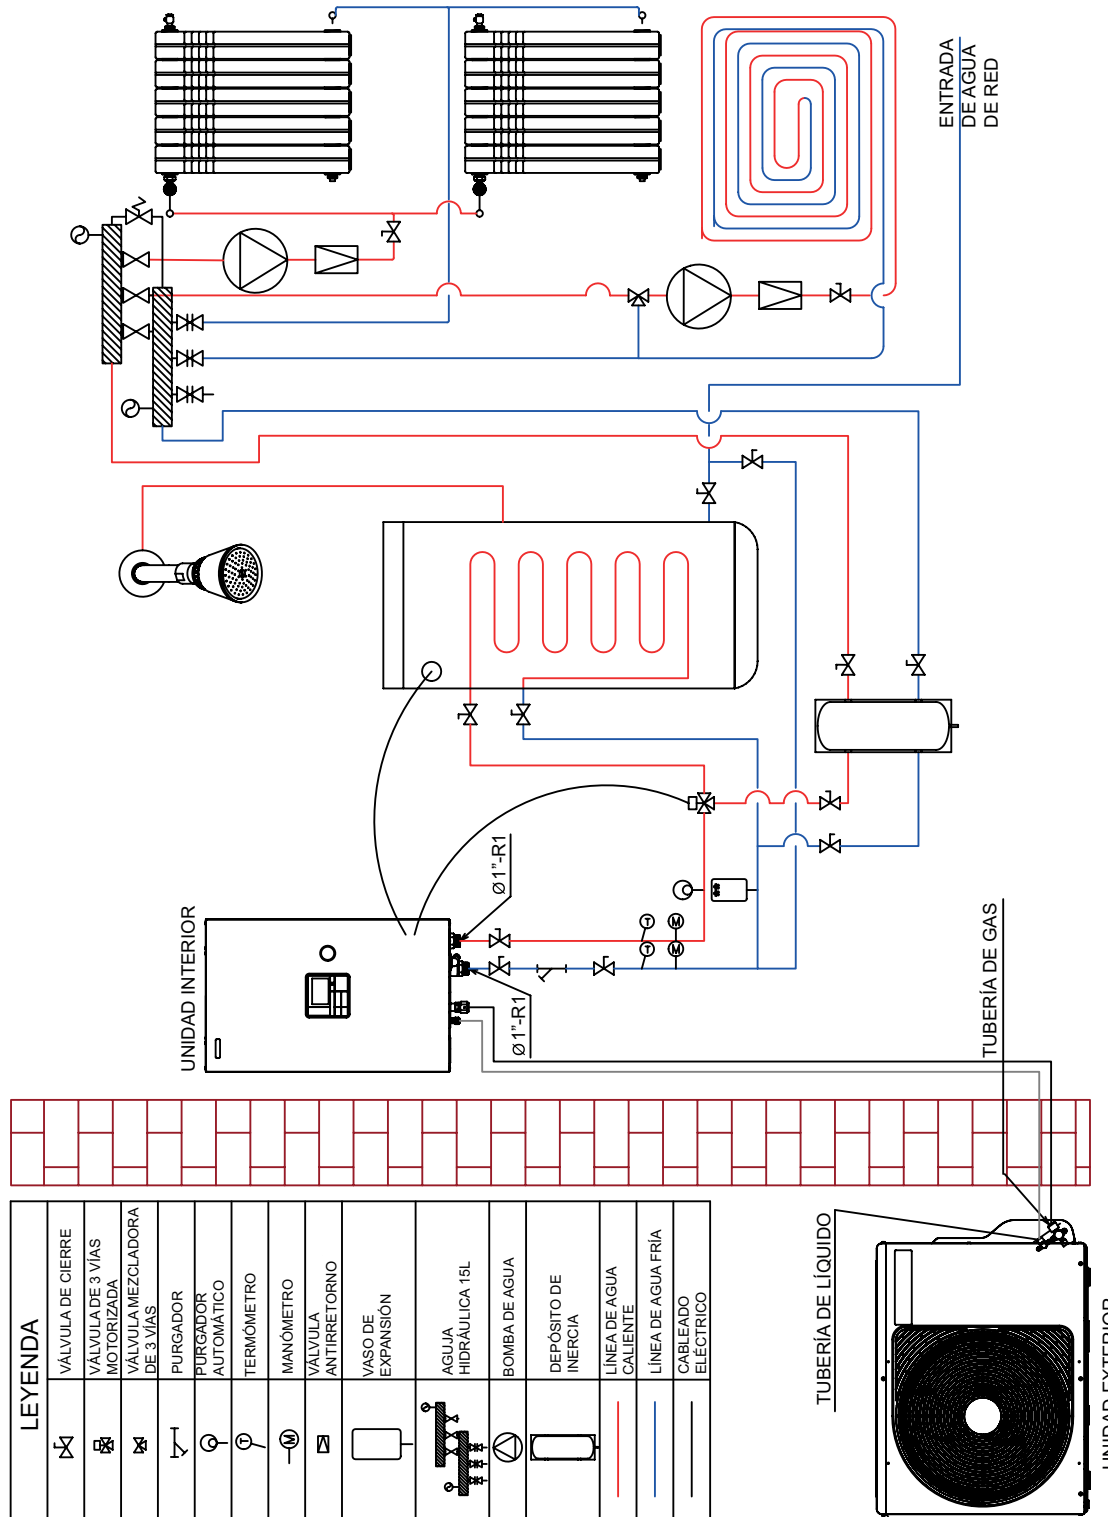 LEYENDA
VÁLVULA DE CIERRE
VÁLVULA DE 3 VÍAS
MOTORIZADA
VÁLVULA MEZCLADORA
DE 3 VÍAS
PURGADOR
PURGADOR
AUTOMÁTICO
T
TERMÓMETRO
M
MANÓMETRO
VÁLVULA
ANTIRRETORNO
VASO DE
EXPANSIÓN
AGUJA
HIDRÁULICA 15L
BOMBA DE AGUA
DEPÓSITO DE
INERCIA
LÍNEA DE AGUA
CALIENTE
LÍNEA DE AGUA FRÍA
CABLEADO
ELÉCTRICO
UNIDAD INTERIOR
Ø1"-R1
Ø1"-R1
T
M
T
M
TUBERÍA DE GAS
TUBERÍA DE LÍQUIDO
UNIDAD EXTERIOR
ENTRADA
DE AGUA
DE RED